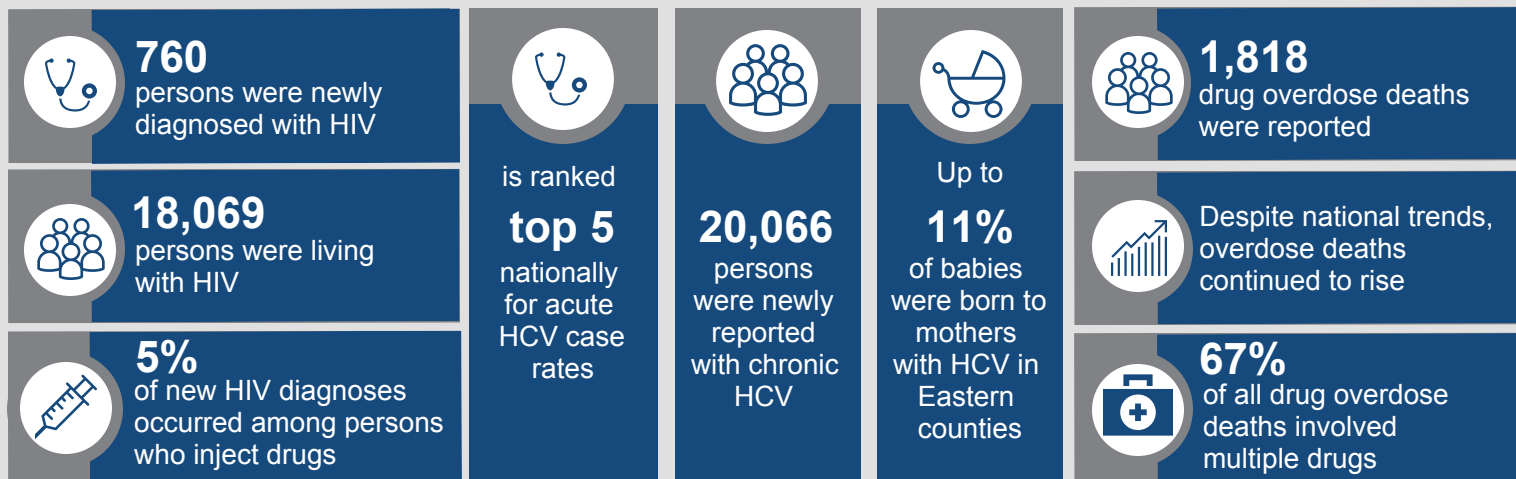 760
persons were newly
diagnosed with HIV
18,069
persons were living
with HIV
5%
of new HIV diagnoses
occurred among persons
who inject drugs
is ranked
top 5
nationally
for acute
HCV case
rates
20,066
persons
were newly
reported
with chronic
HCV
Up to
11%
of babies
were born to
mothers
with HCV in
Eastern
counties
1,818
drug overdose deaths
were reported
Despite national trends,
overdose deaths
continued to rise
67%
of all drug overdose
deaths involved
multiple drugs